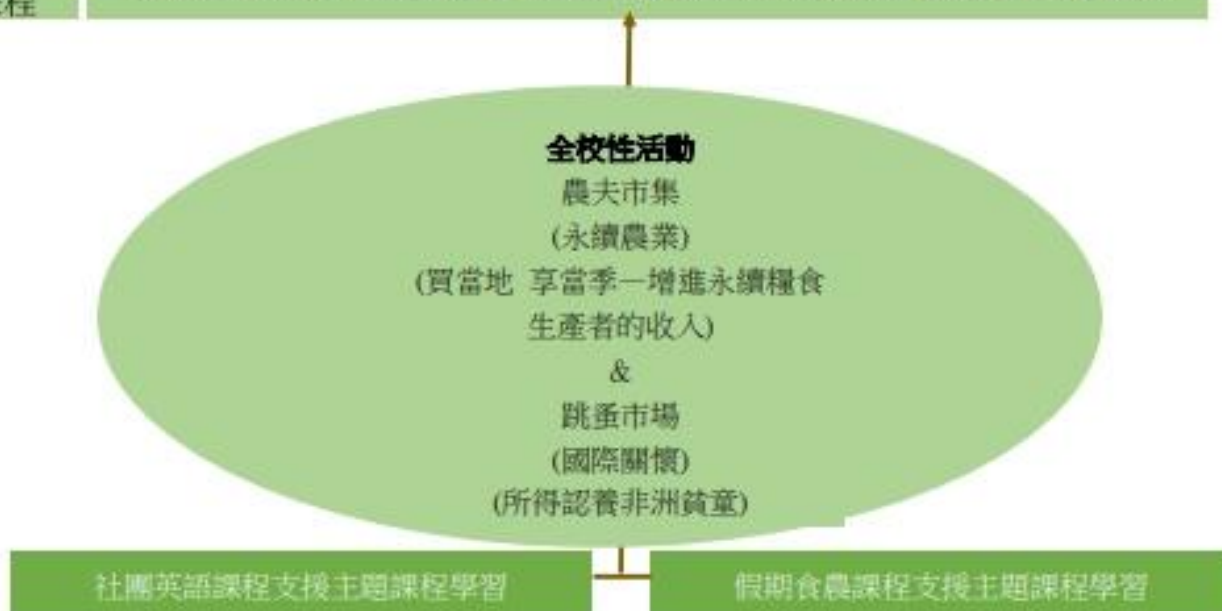 程
全校性活動
農夫市集
(永續農業)
(買當地 享當季—增進永續糧食
生產者的收入)
&
跳蚤市場
(國際關懷)
(所得認養非洲貧童)
社團英語課程支援主題課程學習
假期食農課程支援主題課程學習